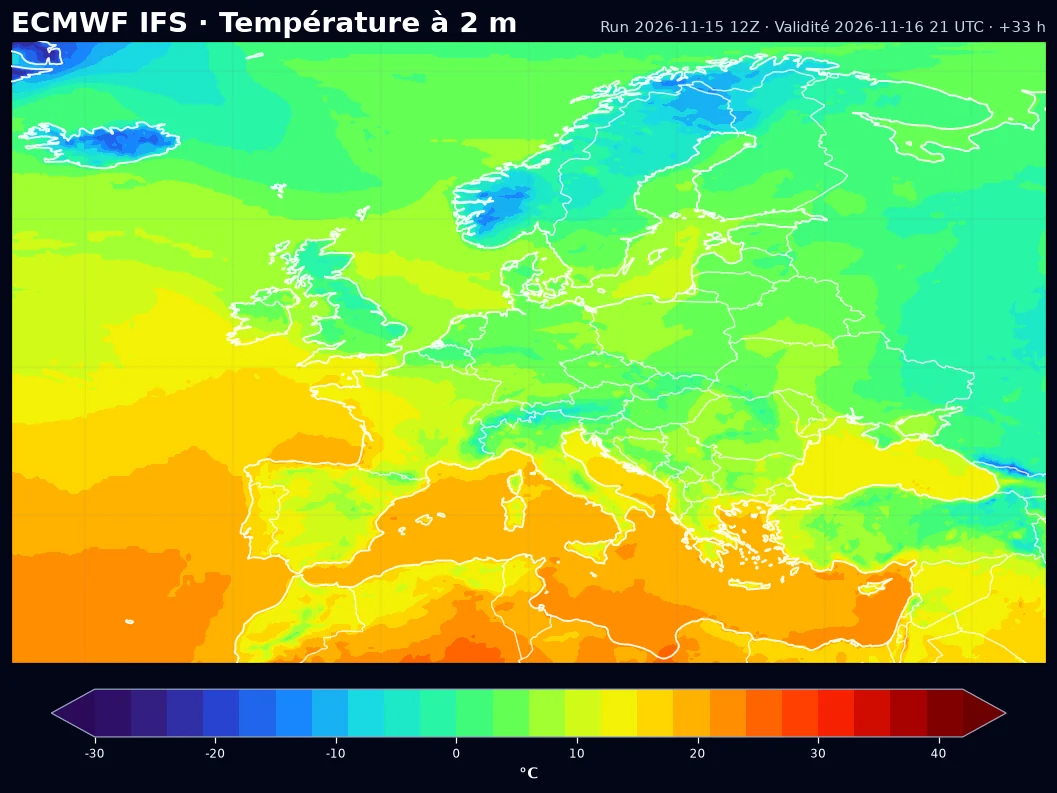 ECMWF IFS · Température à 2 m
Run 2026-11-15 12Z · Validité 2026-11-16 21 UTC · +33 h
-30 -20 -10 0 10 20 30 40
°C